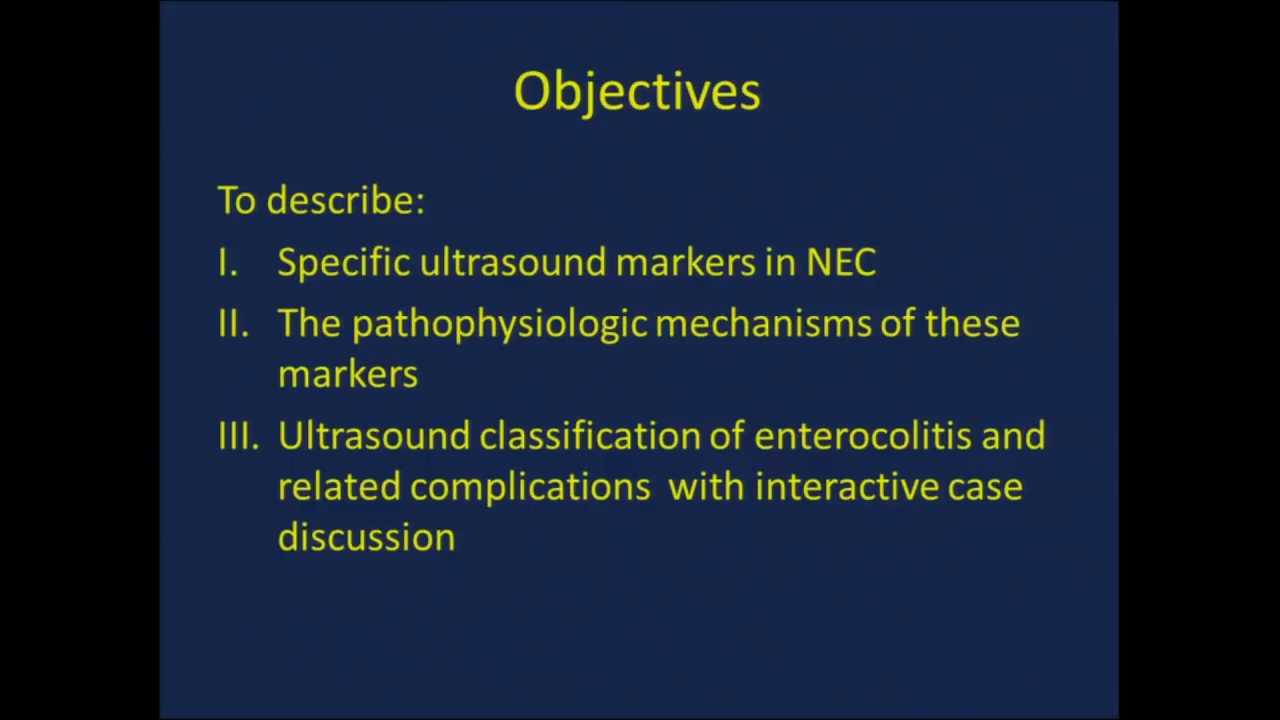 Objectives
To describe:
I. Specific ultrasound markers in NEC
II. The pathophysiologic mechanisms of these
markers
III. Ultrasound classification of enterocolitis and
related complications  with interactive case
discussion